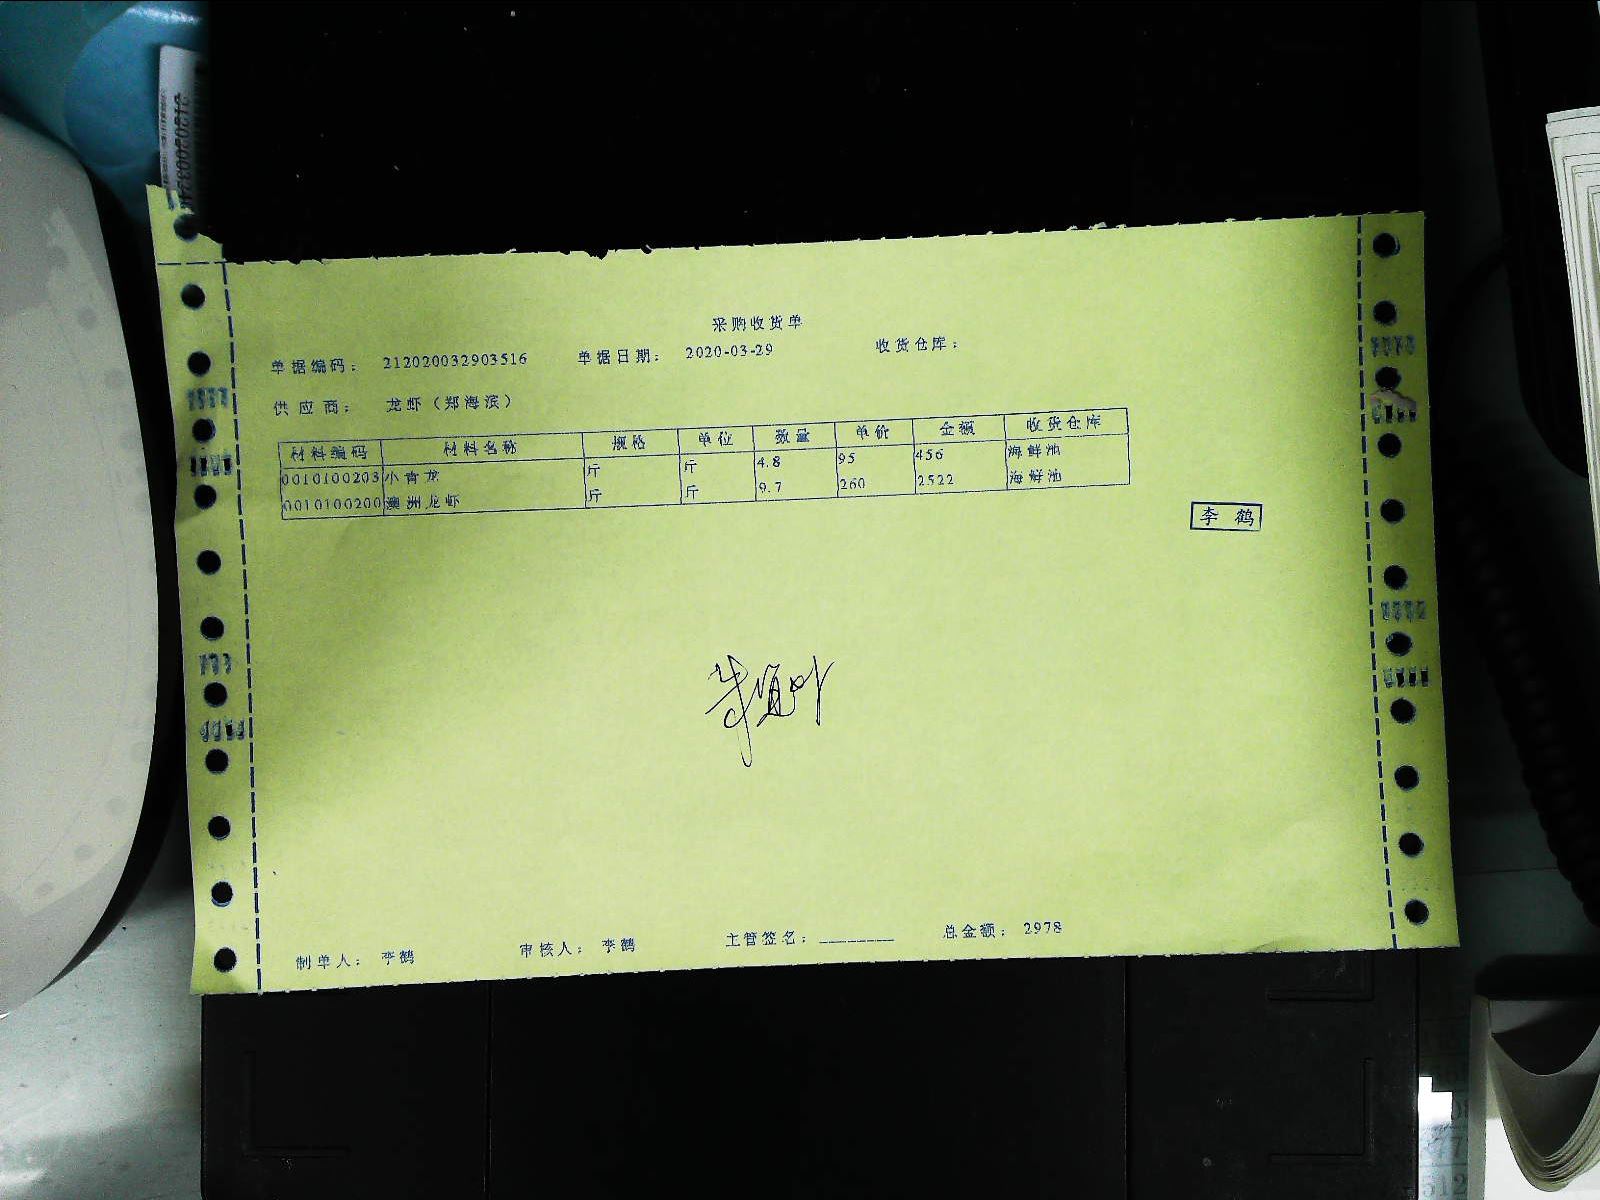 采购收货单
单据编码： 212020032903516 单据日期： 2020-03-29 收货仓库：
供应商： 龙虾（郑海滨）
材料编码 材料名称 规格 单位 数量 单价 金额 收货仓库
0010100203 小青龙 斤 斤 4.8 95 456 海鲜池
0010100200 澳洲龙虾 斤 斤 9.7 260 2522 海鲜池
李鹤
制单人： 李鹤 审核人： 李鹤 主管签名：________ 总金额： 2978